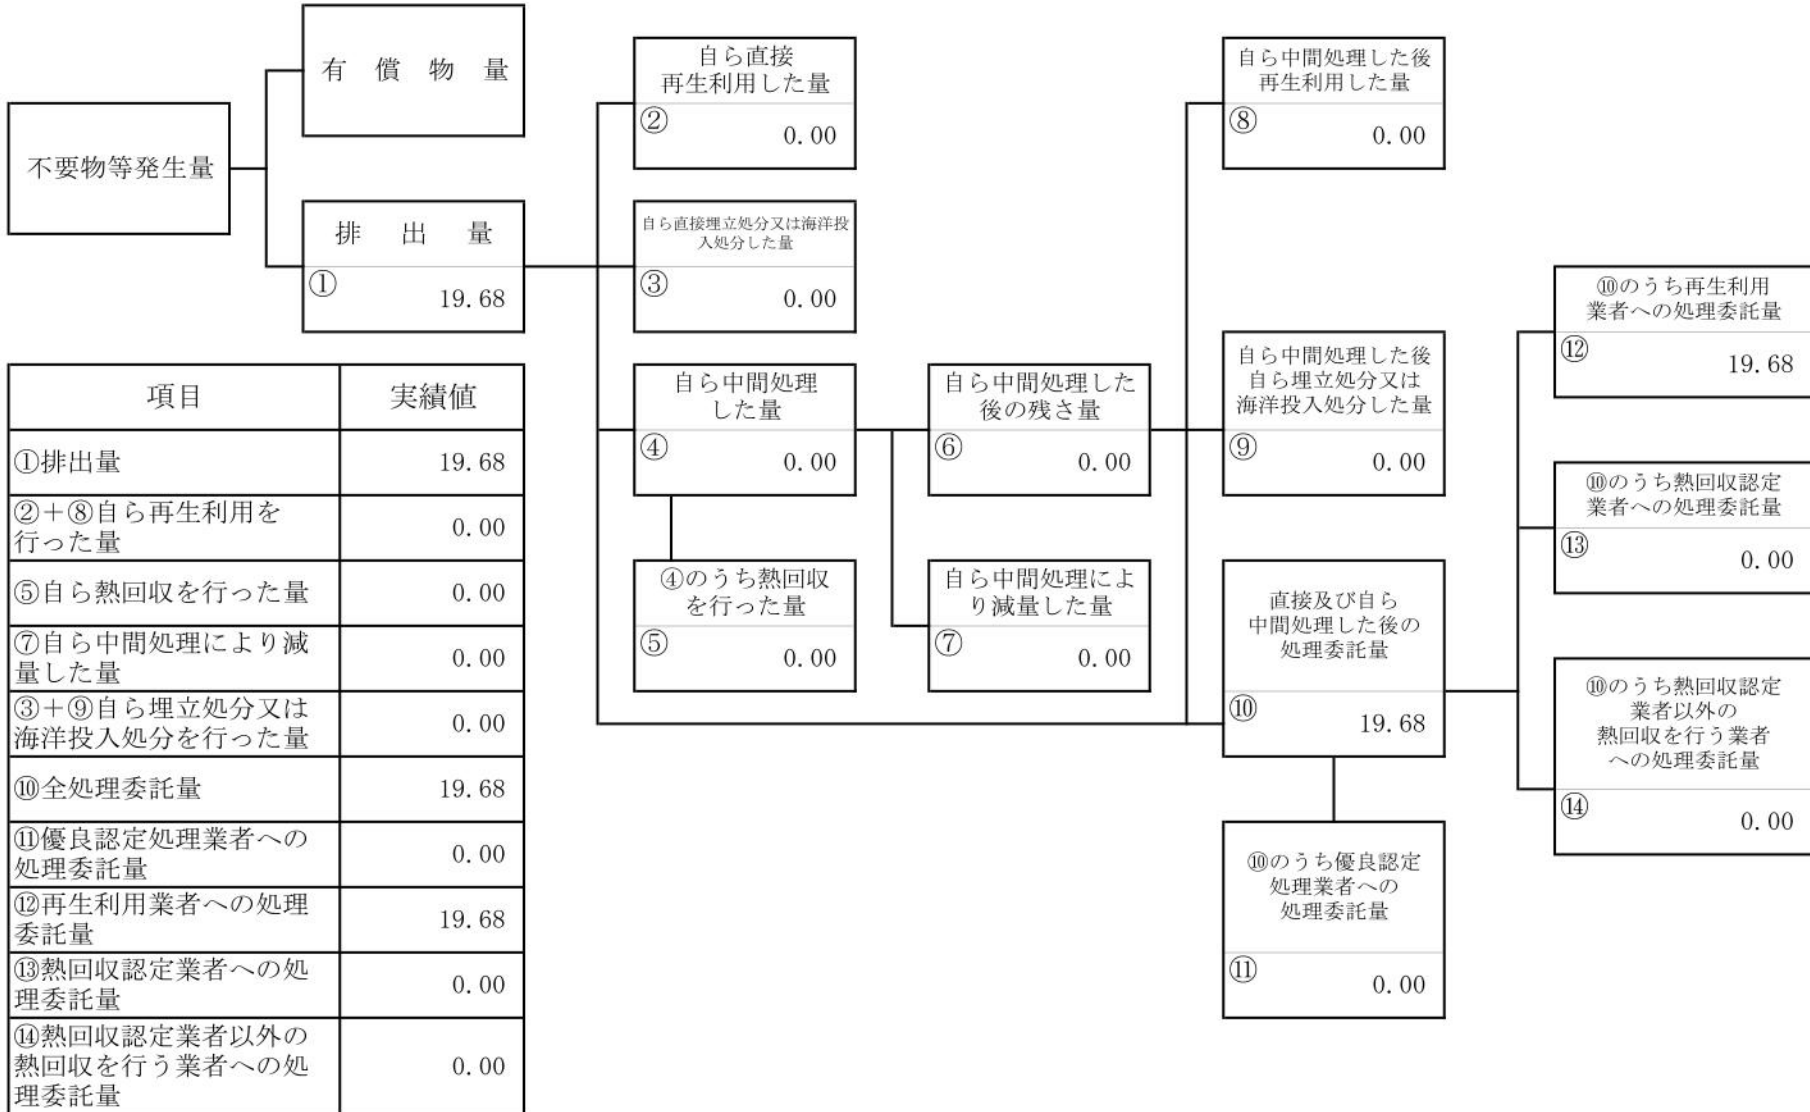 不要物等発生量
有 償 物 量
排 出 量
①
19.68
自ら直接
再生利用した量
②
0.00
自ら直接埋立処分又は海洋投
入処分した量
③
0.00
自ら中間処理
した量
④
0.00
④のうち熱回収
を行った量
⑤
0.00
自ら中間処理した
後の残さ量
⑥
0.00
自ら中間処理によ
り減量した量
⑦
0.00
自ら中間処理した後
再生利用した量
⑧
0.00
自ら中間処理した後
自ら埋立処分又は
海洋投入処分した量
⑨
0.00
直接及び自ら
中間処理した後の
処理委託量
⑩
19.68
⑩のうち優良認定
処理業者への
処理委託量
⑪
0.00
⑩のうち再生利用
業者への処理委託量
⑫
19.68
⑩のうち熱回収認定
業者への処理委託量
⑬
0.00
⑩のうち熱回収認定
業者以外の
熱回収を行う業者
への処理委託量
⑭
0.00
項目 実績値
①排出量 19.68
②＋⑧自ら再生利用を
行った量 0.00
⑤自ら熱回収を行った量 0.00
⑦自ら中間処理により減
量した量 0.00
③＋⑨自ら埋立処分又は
海洋投入処分を行った量 0.00
⑩全処理委託量 19.68
⑪優良認定処理業者への
処理委託量 0.00
⑫再生利用業者への処理
委託量 19.68
⑬熱回収認定業者への処
理委託量 0.00
⑭熱回収認定業者以外の
熱回収を行う業者への処
理委託量 0.00